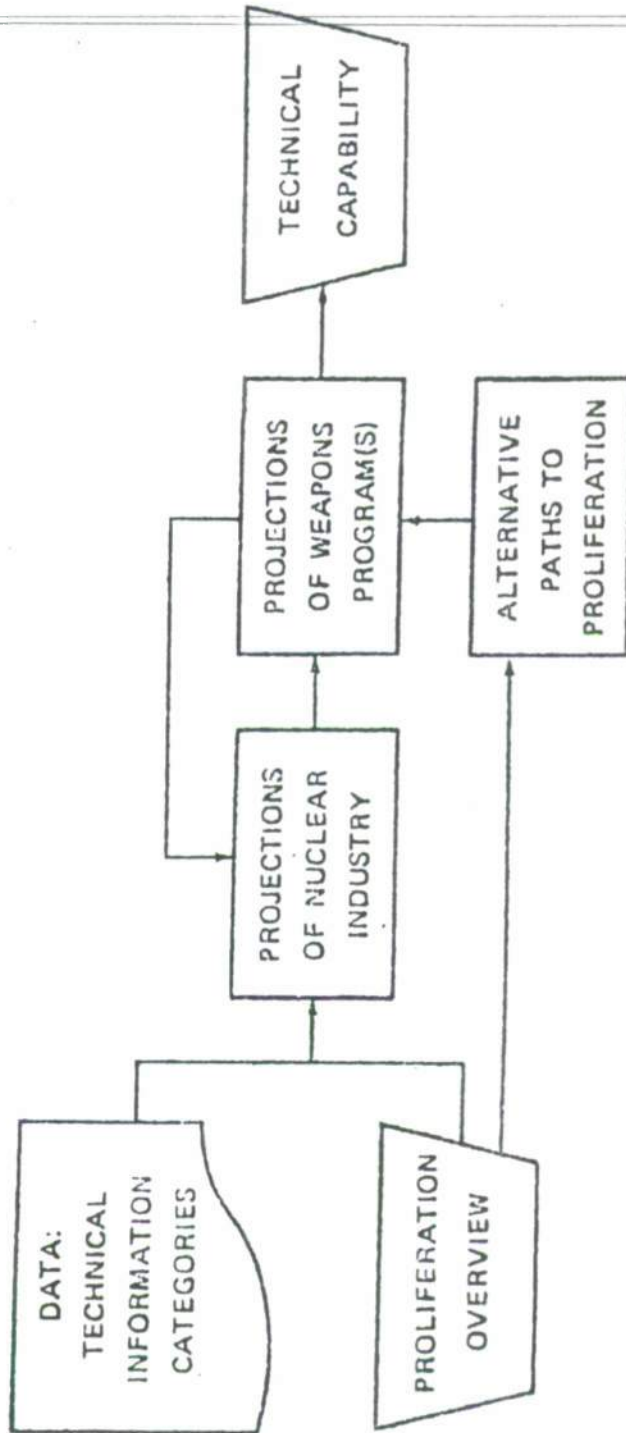 DATA:
TECHNICAL
INFORMATION
CATEGORIES
PROLIFERATION
OVERVIEW
PROJECTIONS
OF NUCLEAR
INDUSTRY
PROJECTIONS
OF WEAPONS
PROGRAM(S)
ALTERNATIVE
PATHS TO
PROLIFERATION
TECHNICAL
CAPABILITY